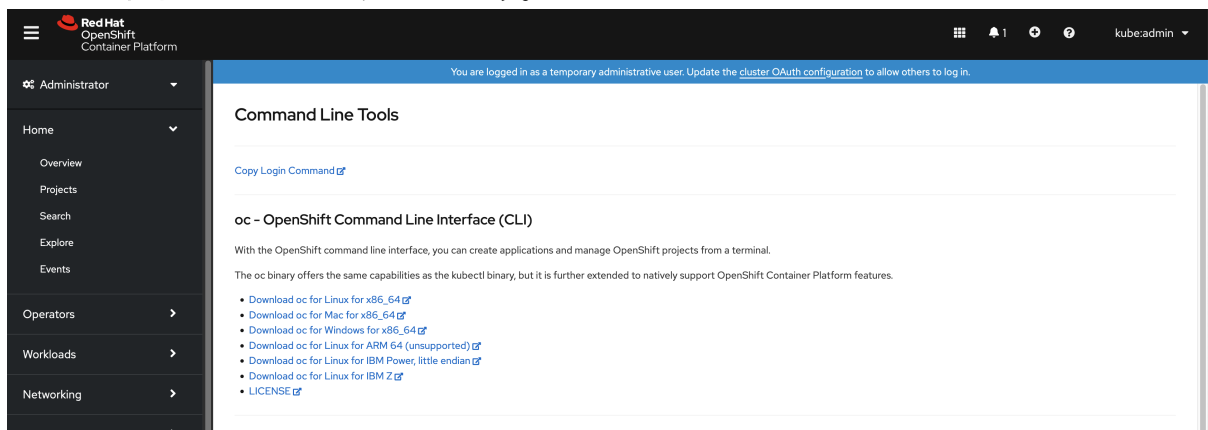 Red Hat
OpenShift
Container Platform
1
kube:admin
Administrator
You are logged in as a temporary administrative user. Update the cluster OAuth configuration to allow others to log in.
Home
Overview
Projects
Search
Explore
Events
Operators
Workloads
Networking
Command Line Tools
Copy Login Command
oc - OpenShift Command Line Interface (CLI)
With the OpenShift command line interface, you can create applications and manage OpenShift projects from a terminal.
The oc binary offers the same capabilities as the kubectl binary, but it is further extended to natively support OpenShift Container Platform features.
• Download oc for Linux for x86_64
• Download oc for Mac for x86_64
• Download oc for Windows for x86_64
• Download oc for Linux for ARM 64 (unsupported)
• Download oc for Linux for IBM Power, little endian
• Download oc for Linux for IBM Z
• LICENSE